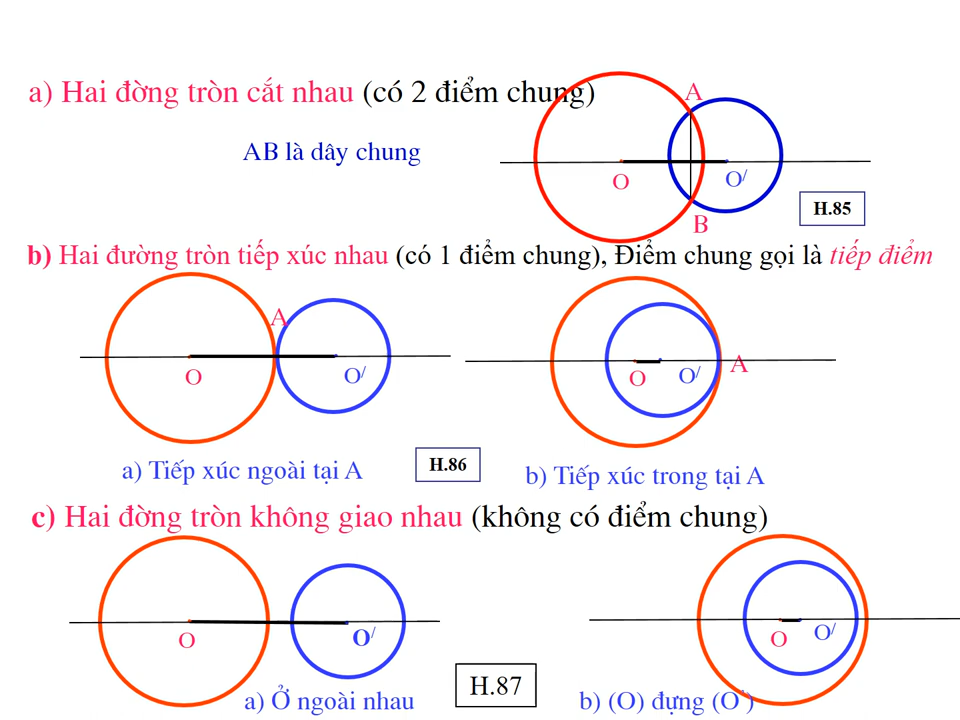 a) Hai đờng tròn cắt nhau (có 2 điểm chung)
A
AB là dây chung
O
O/
H.85
B
b) Hai đường tròn tiếp xúc nhau (có 1 điểm chung), Điểm chung gọi là tiếp điểm
A
O
O/
O
O/
A
a) Tiếp xúc ngoài tại A
H.86
b) Tiếp xúc trong tại A
c) Hai đờng tròn không giao nhau (không có điểm chung)
O
O/
O
O/
a) Ở ngoài nhau
H.87
b) (O) đựng (O')